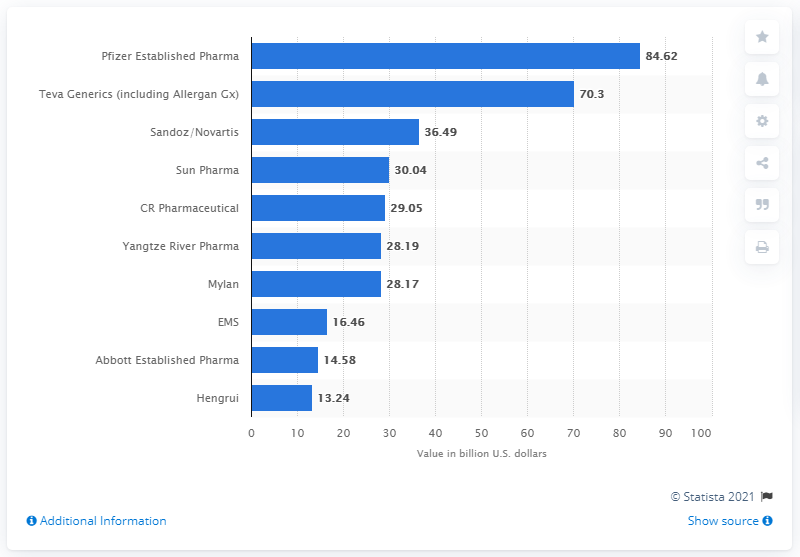 Pfizer Established Pharma 84.62
Teva Generics (including Allergan Gx) 70.3
Sandoz/Novartis 36.49
Sun Pharma 30.04
CR Pharmaceutical 29.05
Yangtze River Pharma 28.19
Mylan 28.17
EMS 16.46
Abbott Established Pharma 14.58
Hengrui 13.24
0 10 20 30 40 50 60 70 80 90 100
Value in billion U.S. dollars
© Statista 2021
Additional Information Show source